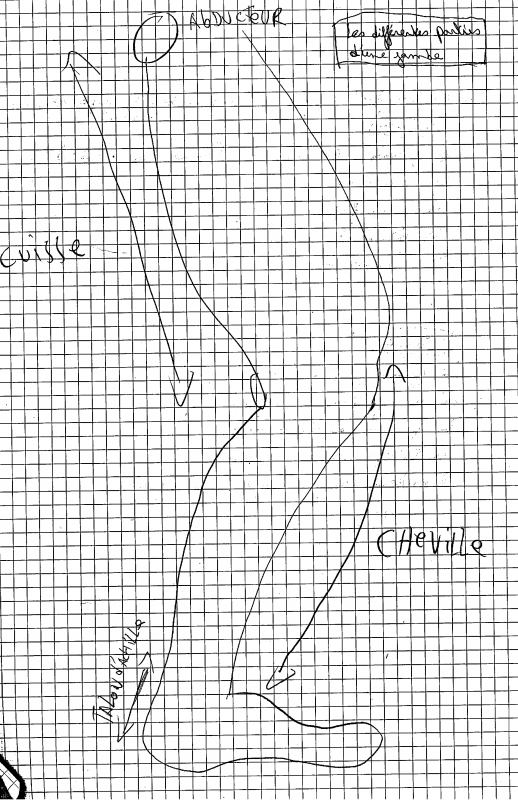 ABDUCTEUR
Les différentes parties
d'une jambe
CUISSE
CHEVILLE
TALON D'ACHILLE